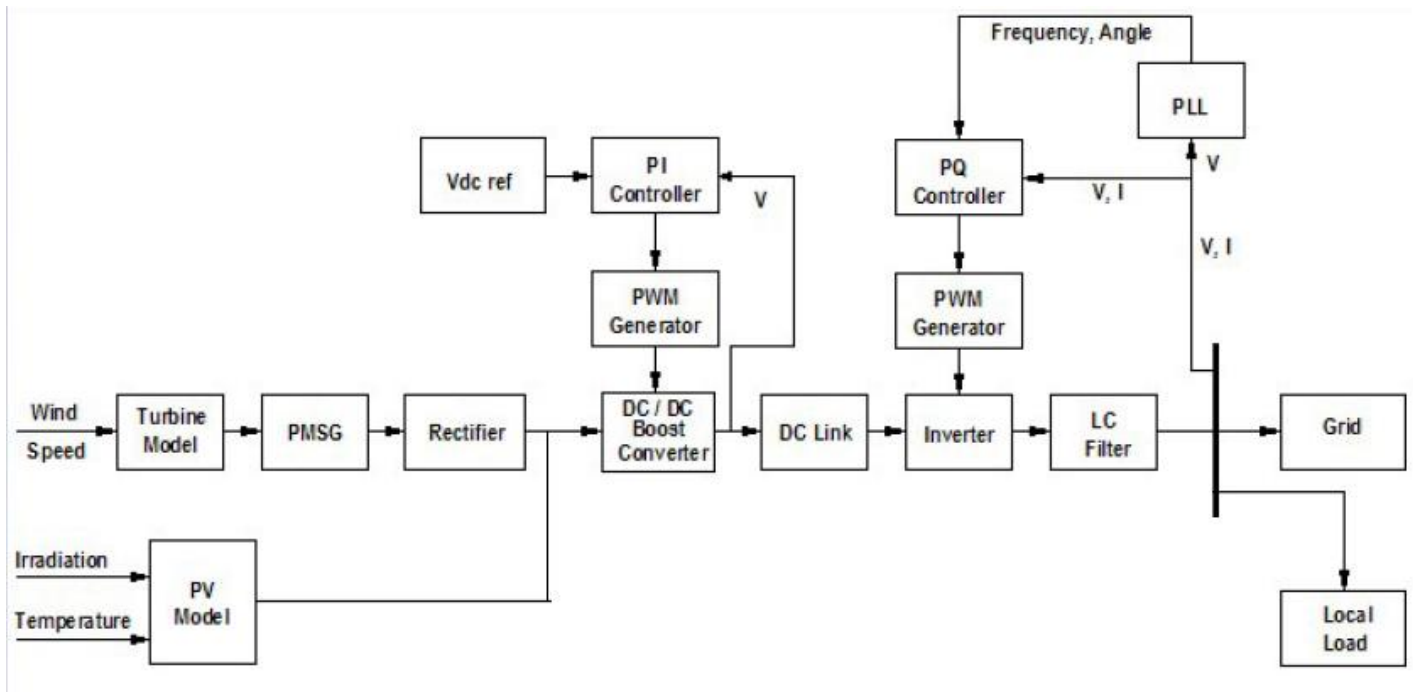 Frequency, Angle
PLL
Vdc ref
PI
Controller
V
PQ
Controller
V, I
V
V, I
PWM
Generator
PWM
Generator
Wind
Speed
Turbine
Model
PMSG
Rectifier
DC / DC
Boost
Converter
DC Link
Inverter
LC
Filter
Grid
Irradiation
Temperature
PV
Model
Local
Load